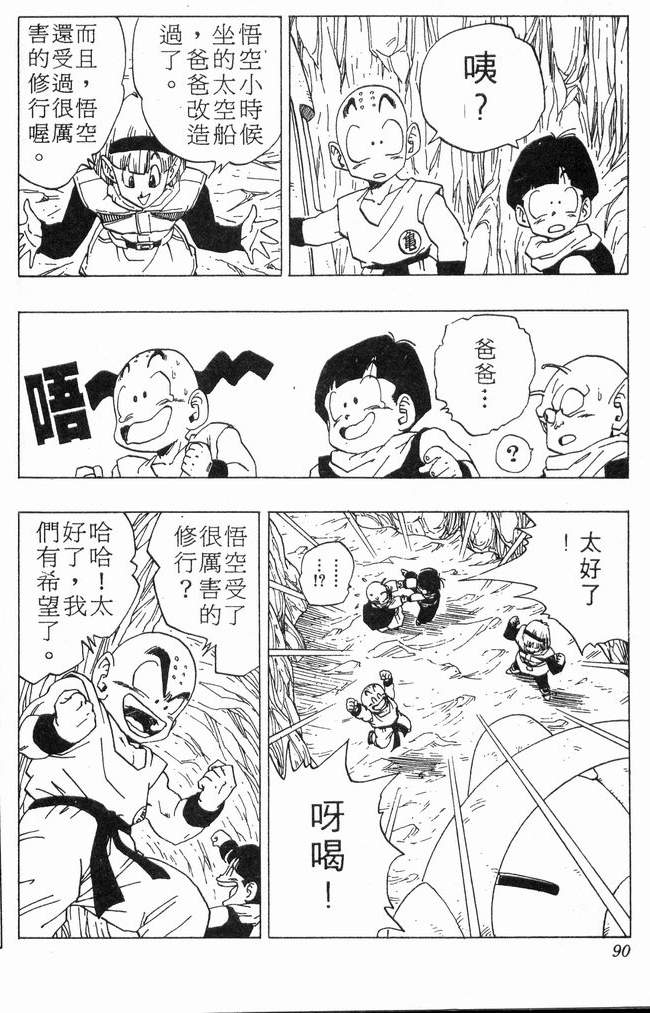 咦?
龜
悟空小時候
坐的太空船
，爸爸改造
過了。
而且，悟空
還受過很厲
害的修行喔。
爸爸…
?
唔
太好了
!
……
……
!?
呀喝!
悟空受了
很厲害的
修行?
哈哈!太
好了，我
們有希望了。
90